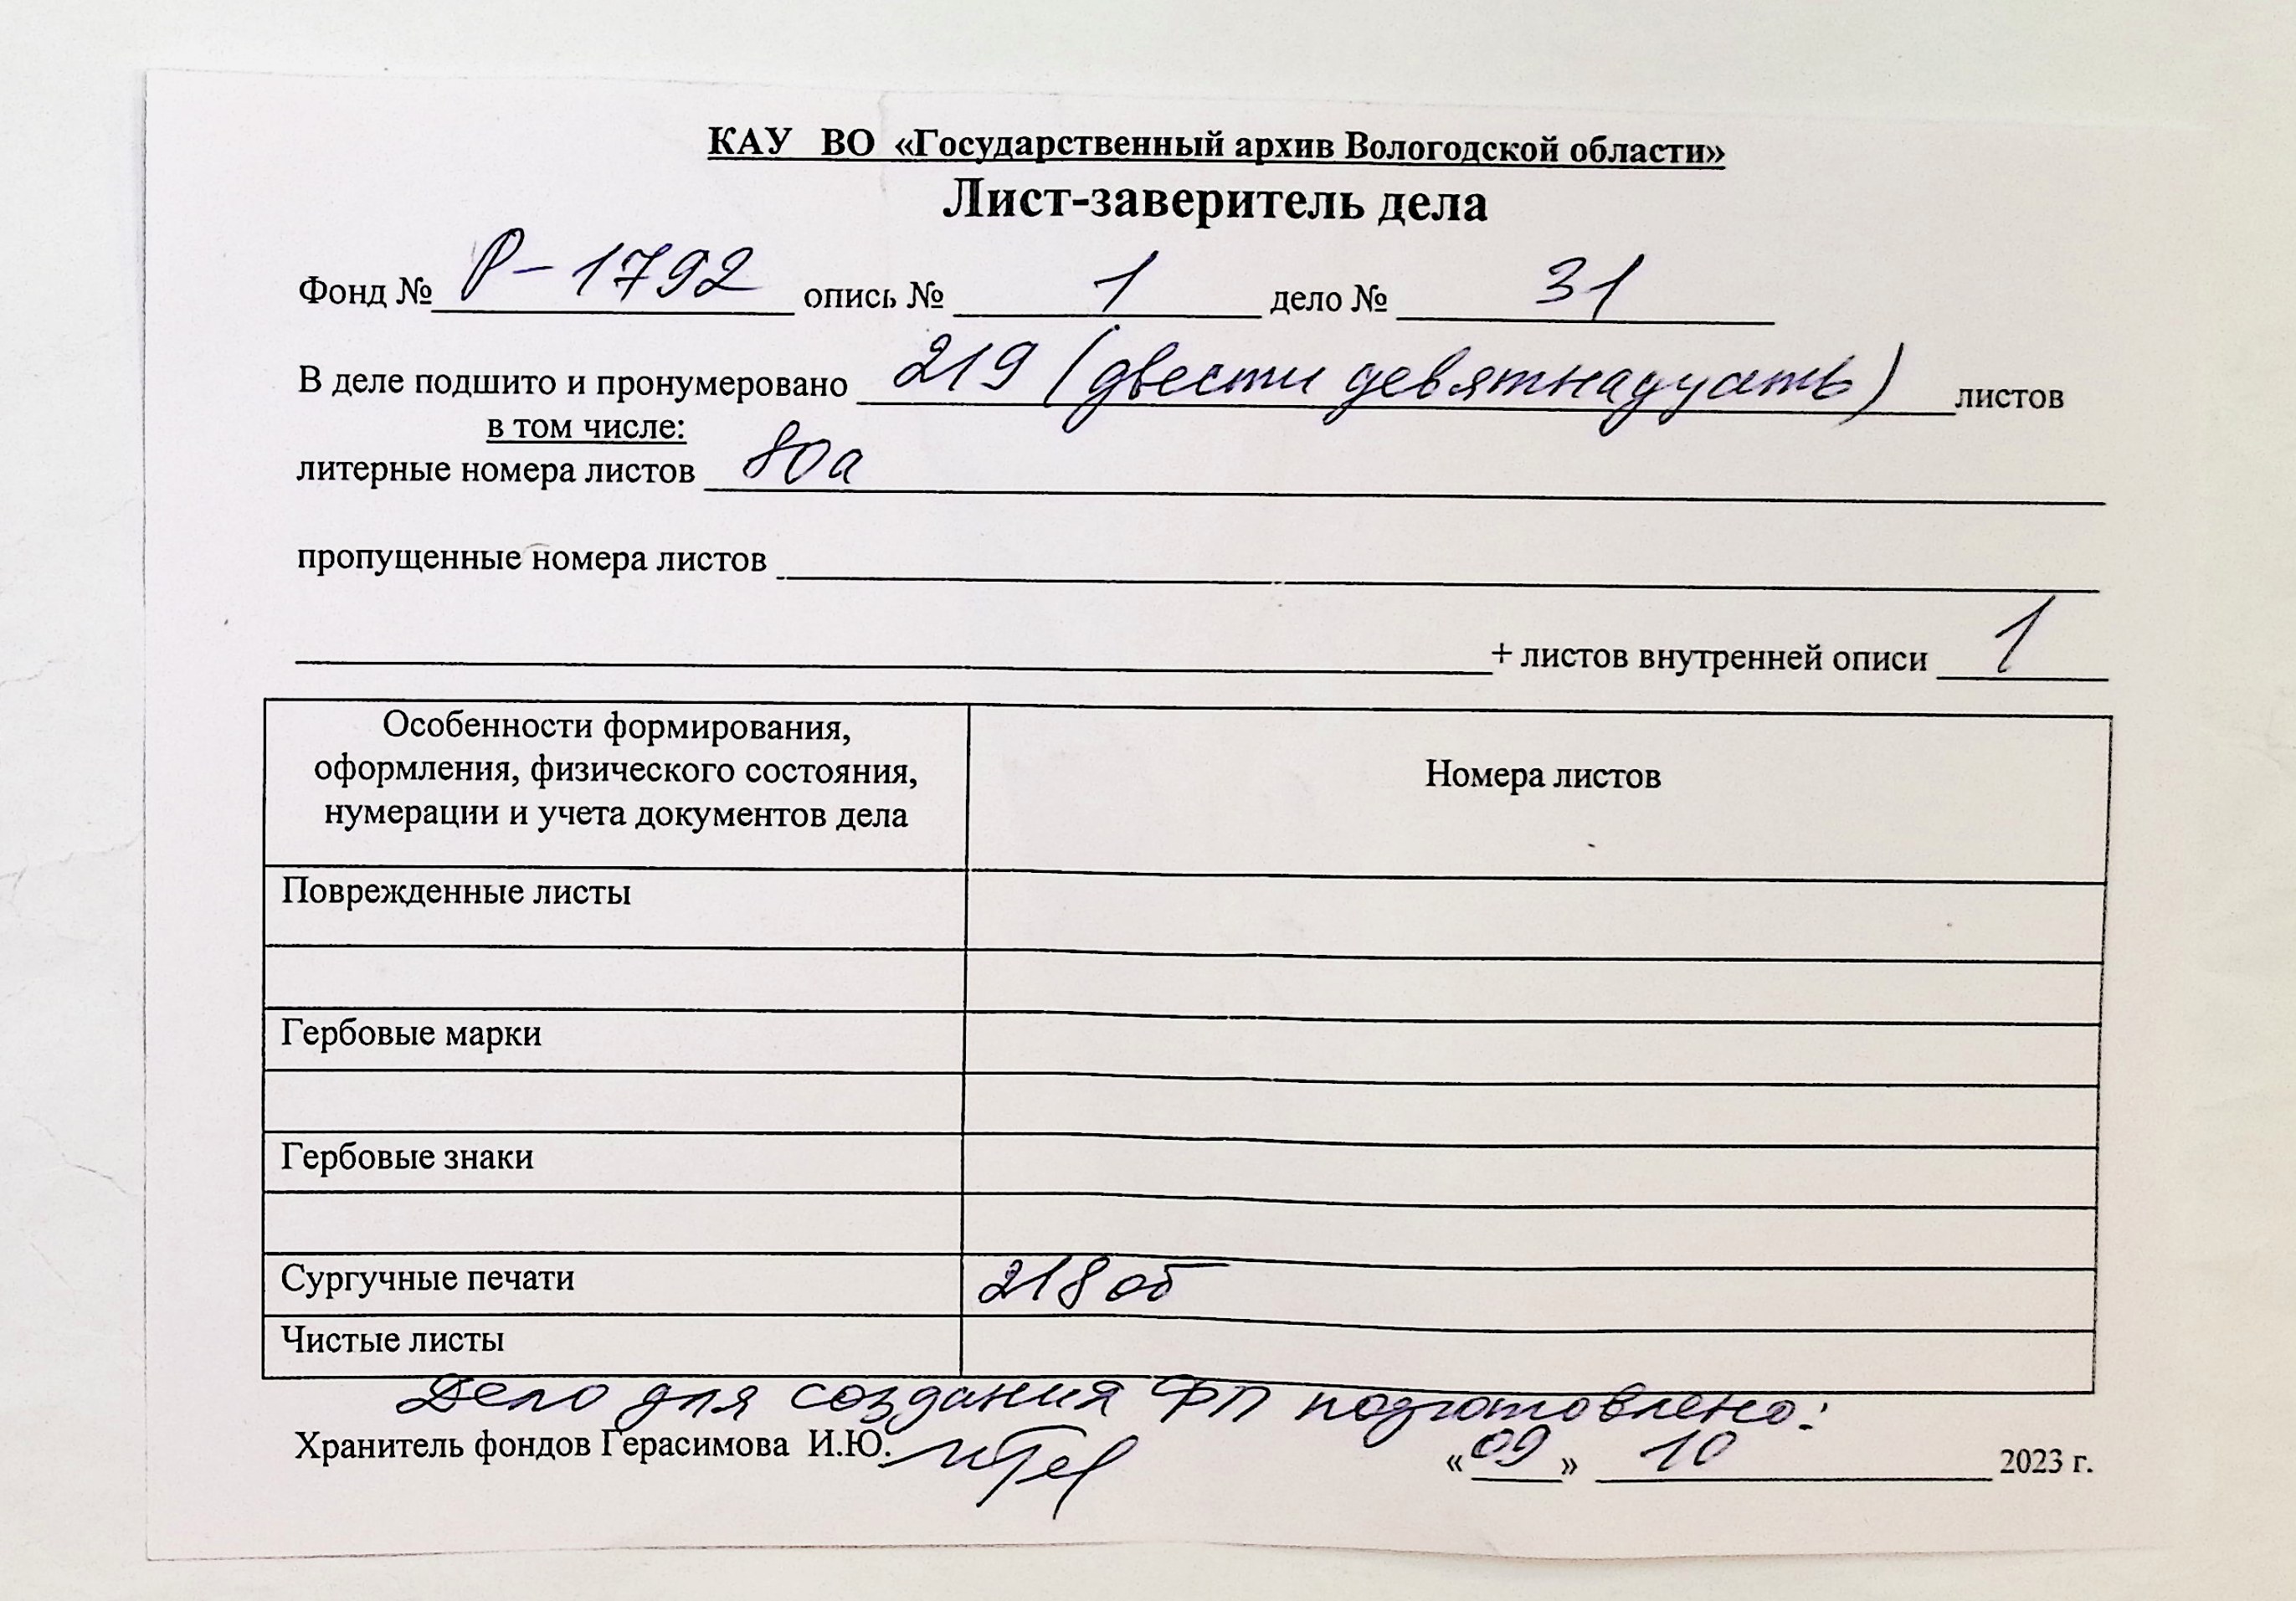 КАУ ВО «Государственный архив Вологодской области»
Лист-заверитель дела
Фонд № Р-1792 опись № 1 дело № 31
В деле подшито и пронумеровано 219 (двести девятнадцать) листов
в том числе:
литерные номера листов 80а
пропущенные номера листов
+ листов внутренней описи 1
Особенности формирования,
оформления, физического состояния,
нумерации и учета документов дела
Номера листов
Поврежденные листы
Гербовые марки
Гербовые знаки
Сургучные печати 218 об
Чистые листы
Дело для создания ФП подготовлено:
Хранитель фондов Герасимова И.Ю. «09» 10 2023 г.